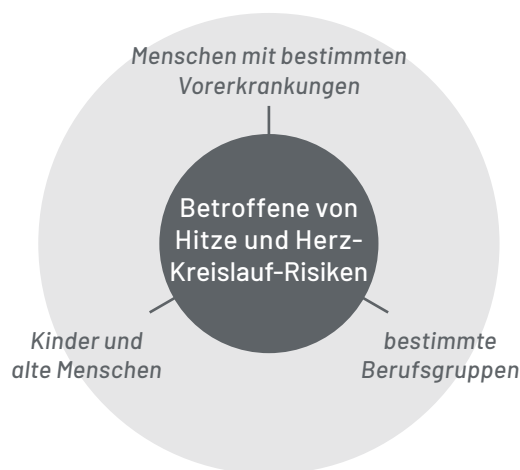 Menschen mit bestimmten
Vorerkrankungen
Betroffene von
Hitze und Herz-
Kreislauf-Risiken
Kinder und
alte Menschen
bestimmte
Berufsgruppen